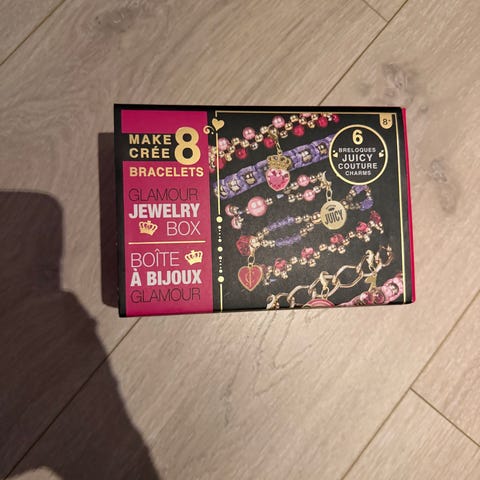 MAKE
CRÉE 8
BRACELETS
GLAMOUR
JEWELRY
BOX
BOÎTE
À BIJOUX
GLAMOUR
6
BRELOQUES
JUICY
COUTURE
CHARMS
8+
JUICY